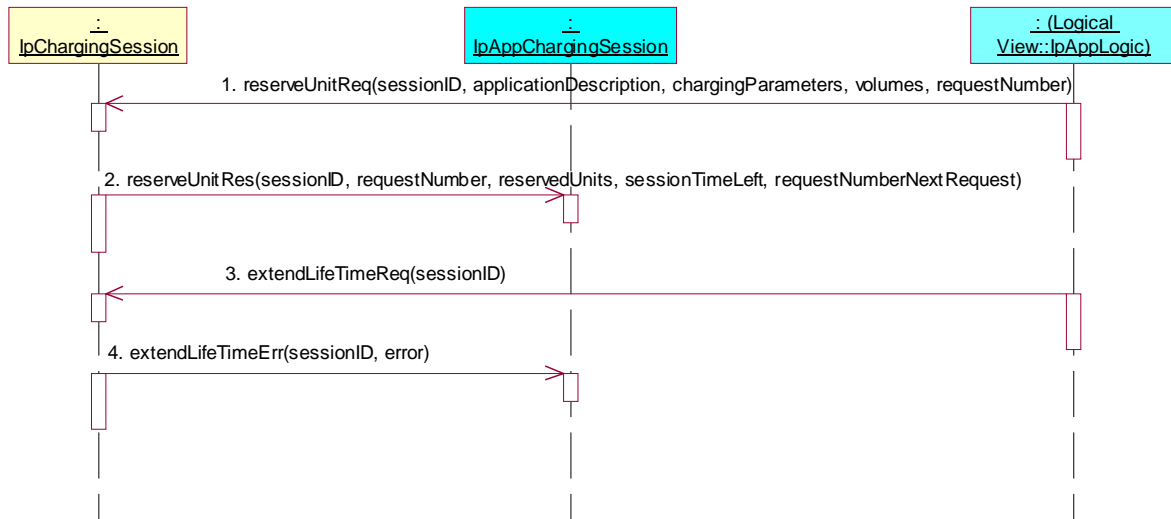 :
IpChargingSession
:
IpAppChargingSession
: (Logical
View::IpAppLogic)
1. reserveUnitReq(sessionID, applicationDescription, chargingParameters, volumes, requestNumber)
2. reserveUnitRes(sessionID, requestNumber, reservedUnits, sessionTimeLeft, requestNumberNextRequest)
3. extendLifeTimeReq(sessionID)
4. extendLifeTimeErr(sessionID, error)